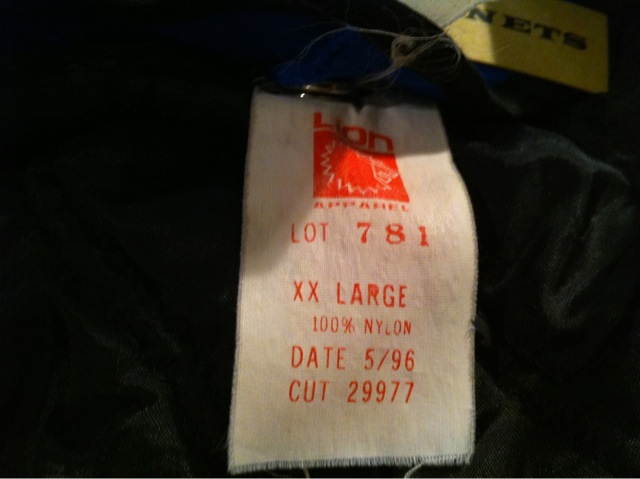 NETS
Lion
APPAREL
LOT 781
XX LARGE
100% NYLON
DATE 5/96
CUT 29977